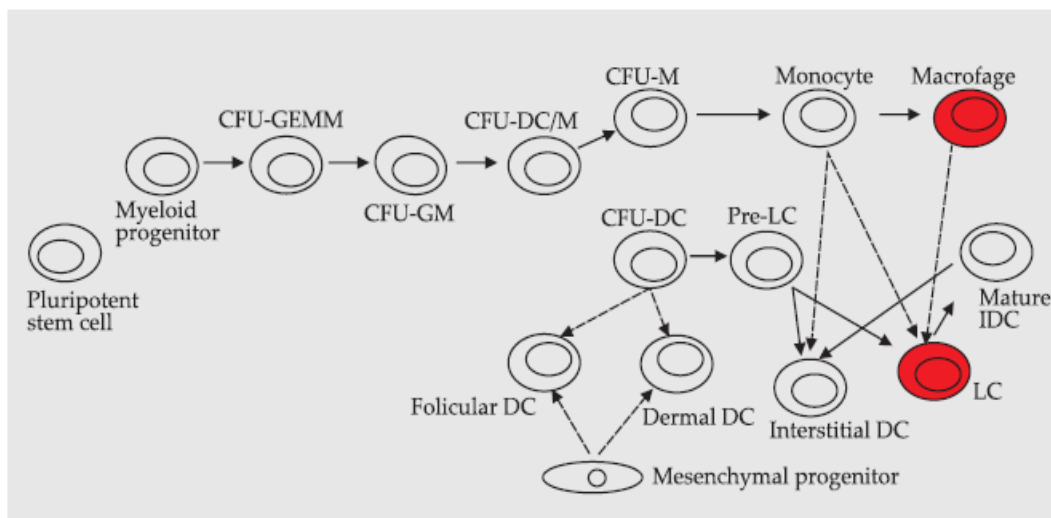 CFU-M
Monocyte
Macrofage
CFU-GEMM
CFU-DC/M
Myeloid
progenitor
CFU-GM
CFU-DC
Pre-LC
Pluripotent
stem cell
Mature
IDC
Folicular DC
Dermal DC
Interstitial DC
LC
Mesenchymal progenitor